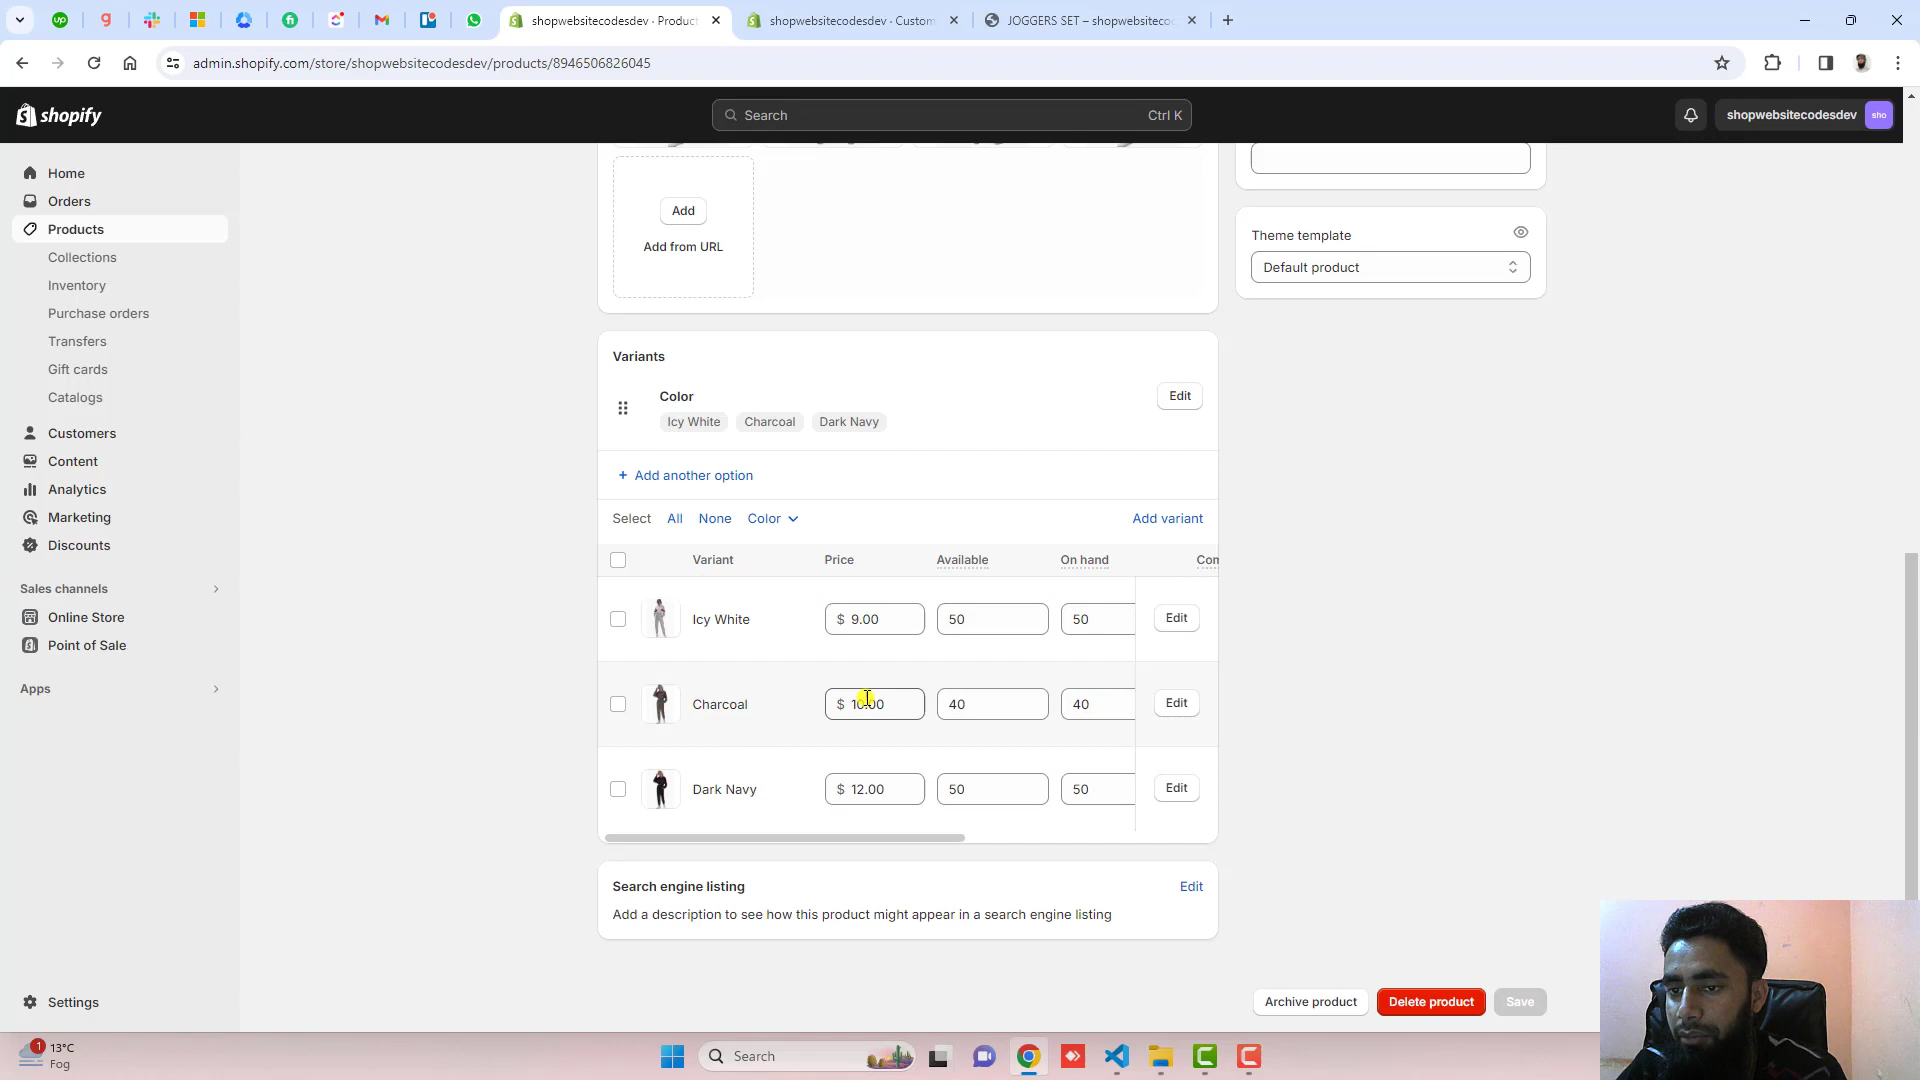 shopwebsitecodesdev · Product
shopwebsitecodesdev · Custom
JOGGERS SET – shopwebsiteco
admin.shopify.com/store/shopwebsitecodesdev/products/8946506826045
shopify
Search
Ctrl K
shopwebsitecodesdev
sho
Home
Orders
Products
Collections
Inventory
Purchase orders
Transfers
Gift cards
Catalogs
Customers
Content
Analytics
Marketing
Discounts
Sales channels
Online Store
Point of Sale
Apps
Settings
Add
Add from URL
Theme template
Default product
Variants
Color
Edit
Icy White Charcoal Dark Navy
+ Add another option
Select All None Color
Add variant
Variant Price Available On hand Com
Icy White $ 9.00 50 50 Edit
Charcoal $ 10.00 40 40 Edit
Dark Navy $ 12.00 50 50 Edit
Search engine listing
Edit
Add a description to see how this product might appear in a search engine listing
Archive product
Delete product
Save
1
13°C
Fog
Search